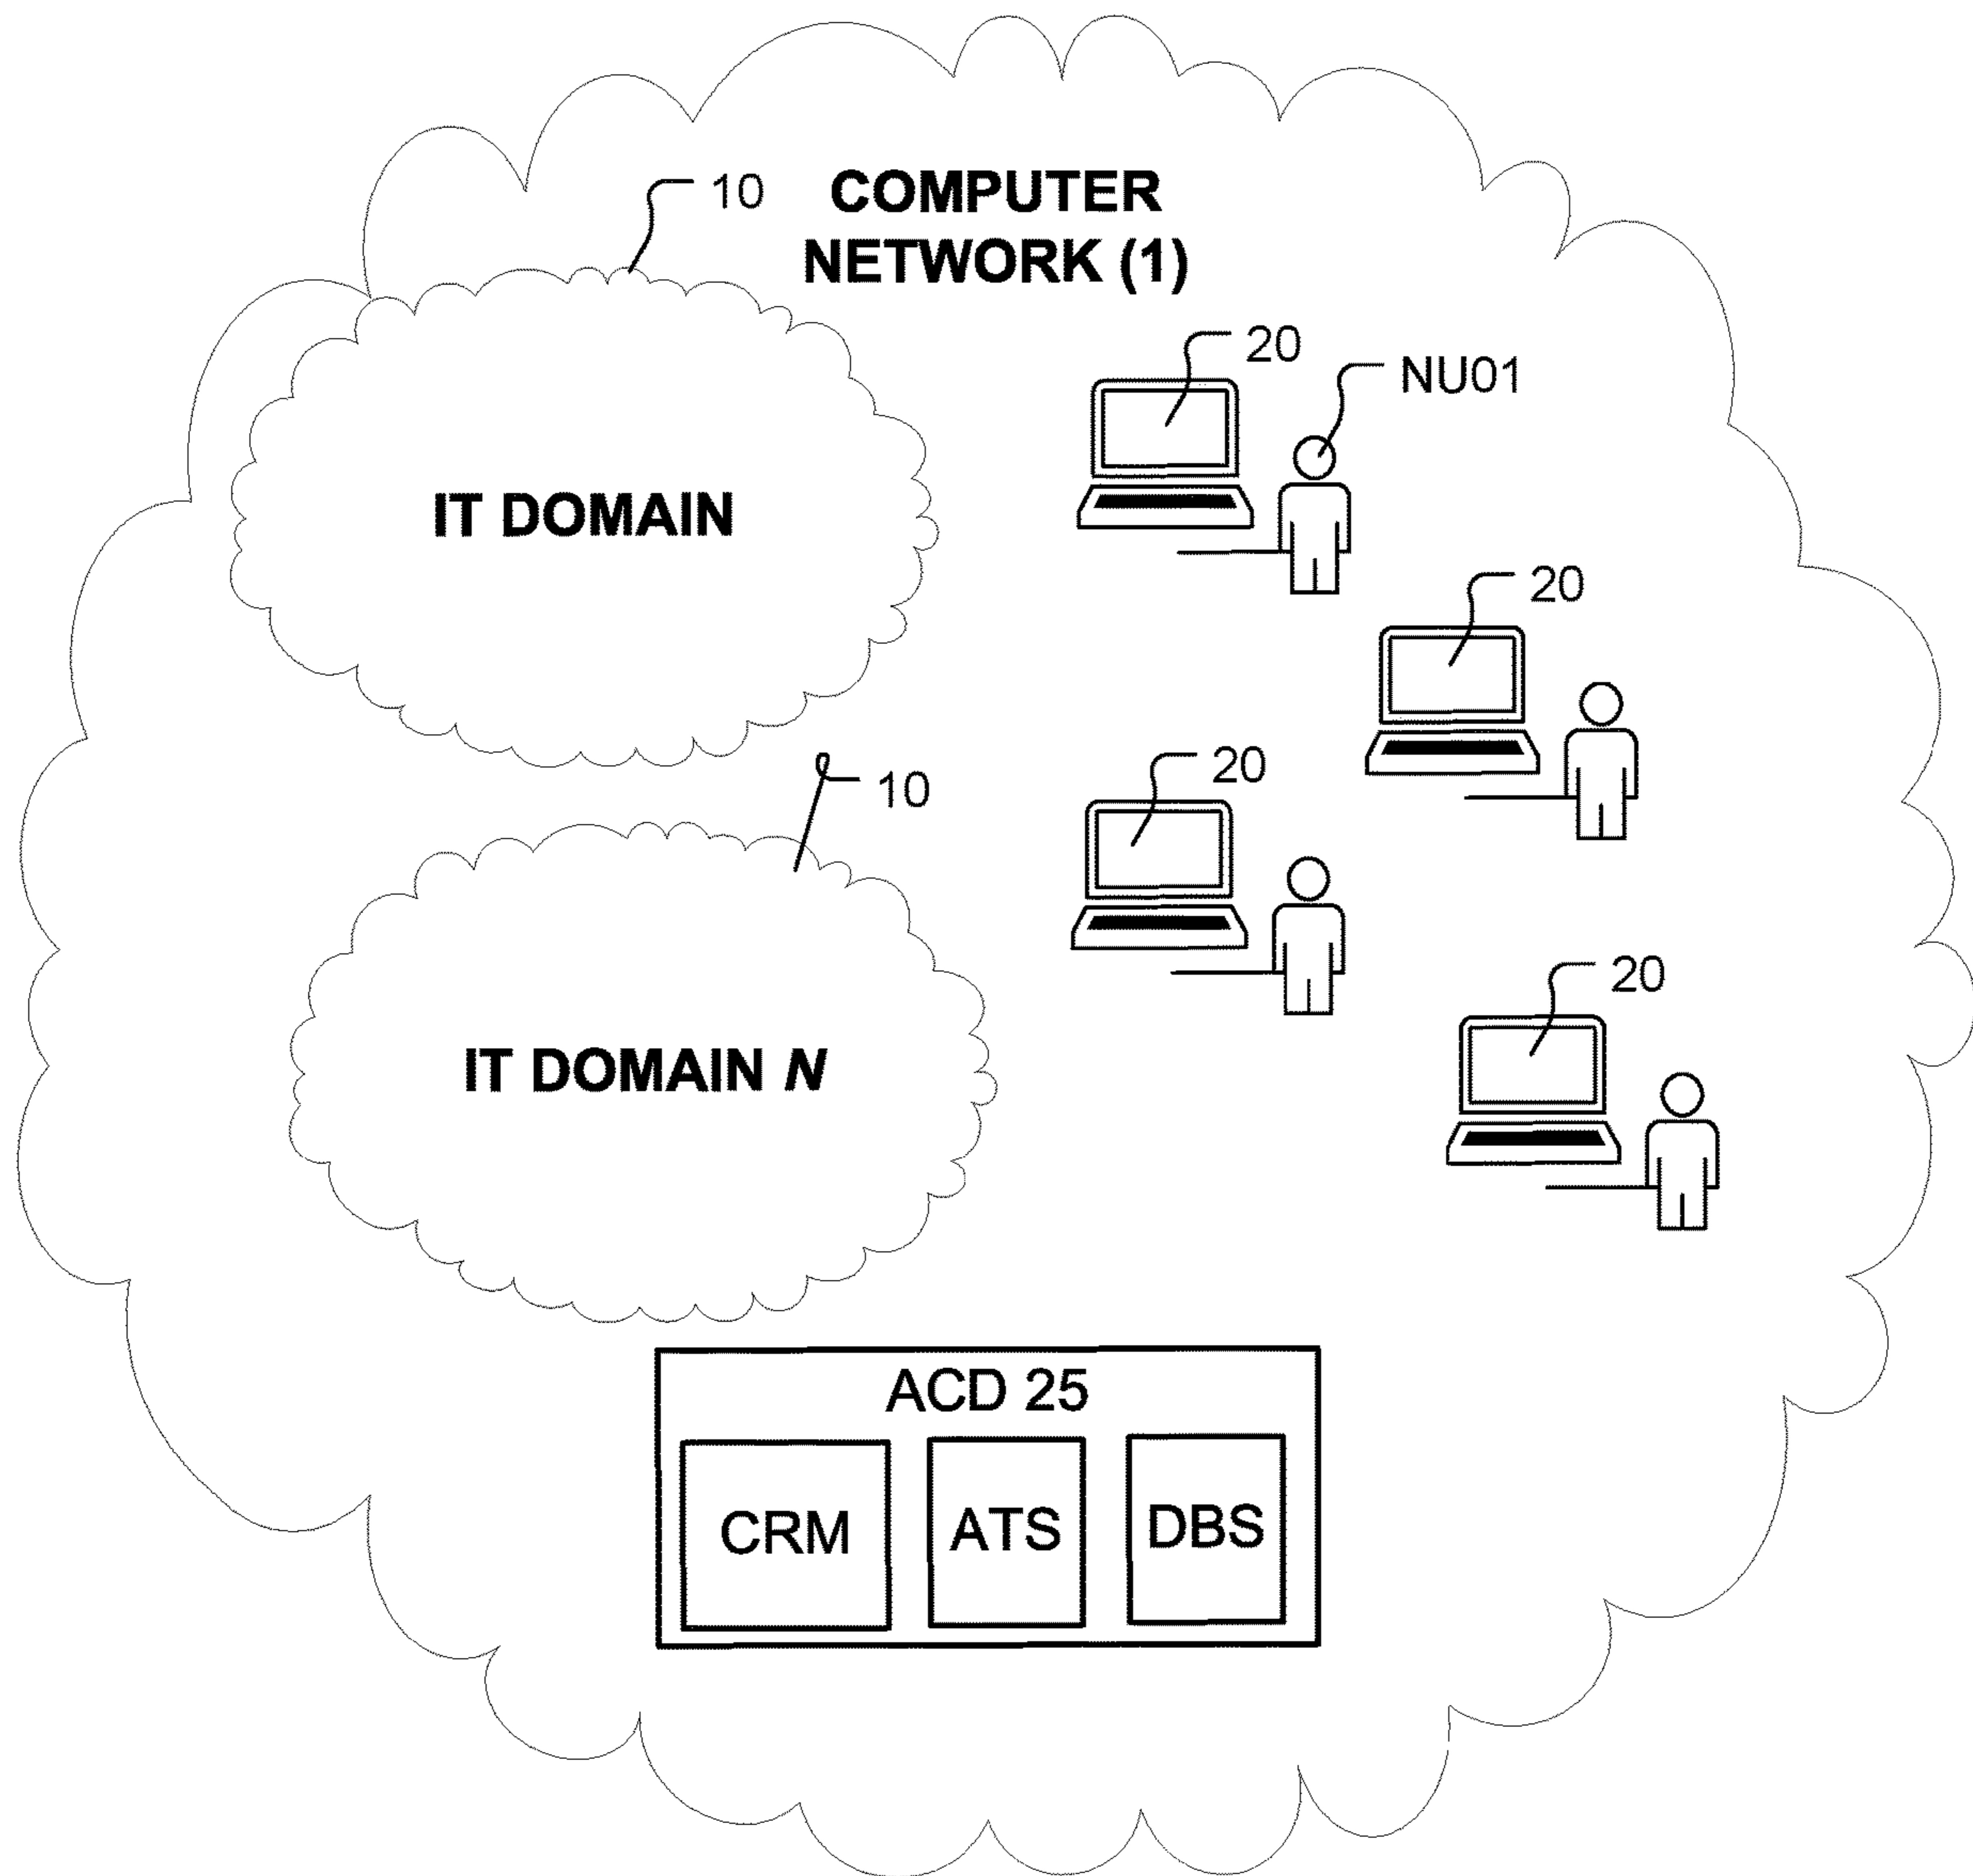 10
COMPUTER
NETWORK (1)
20
NU01
IT DOMAIN
20
20
10
20
IT DOMAIN N
ACD 25
CRM
ATS
DBS